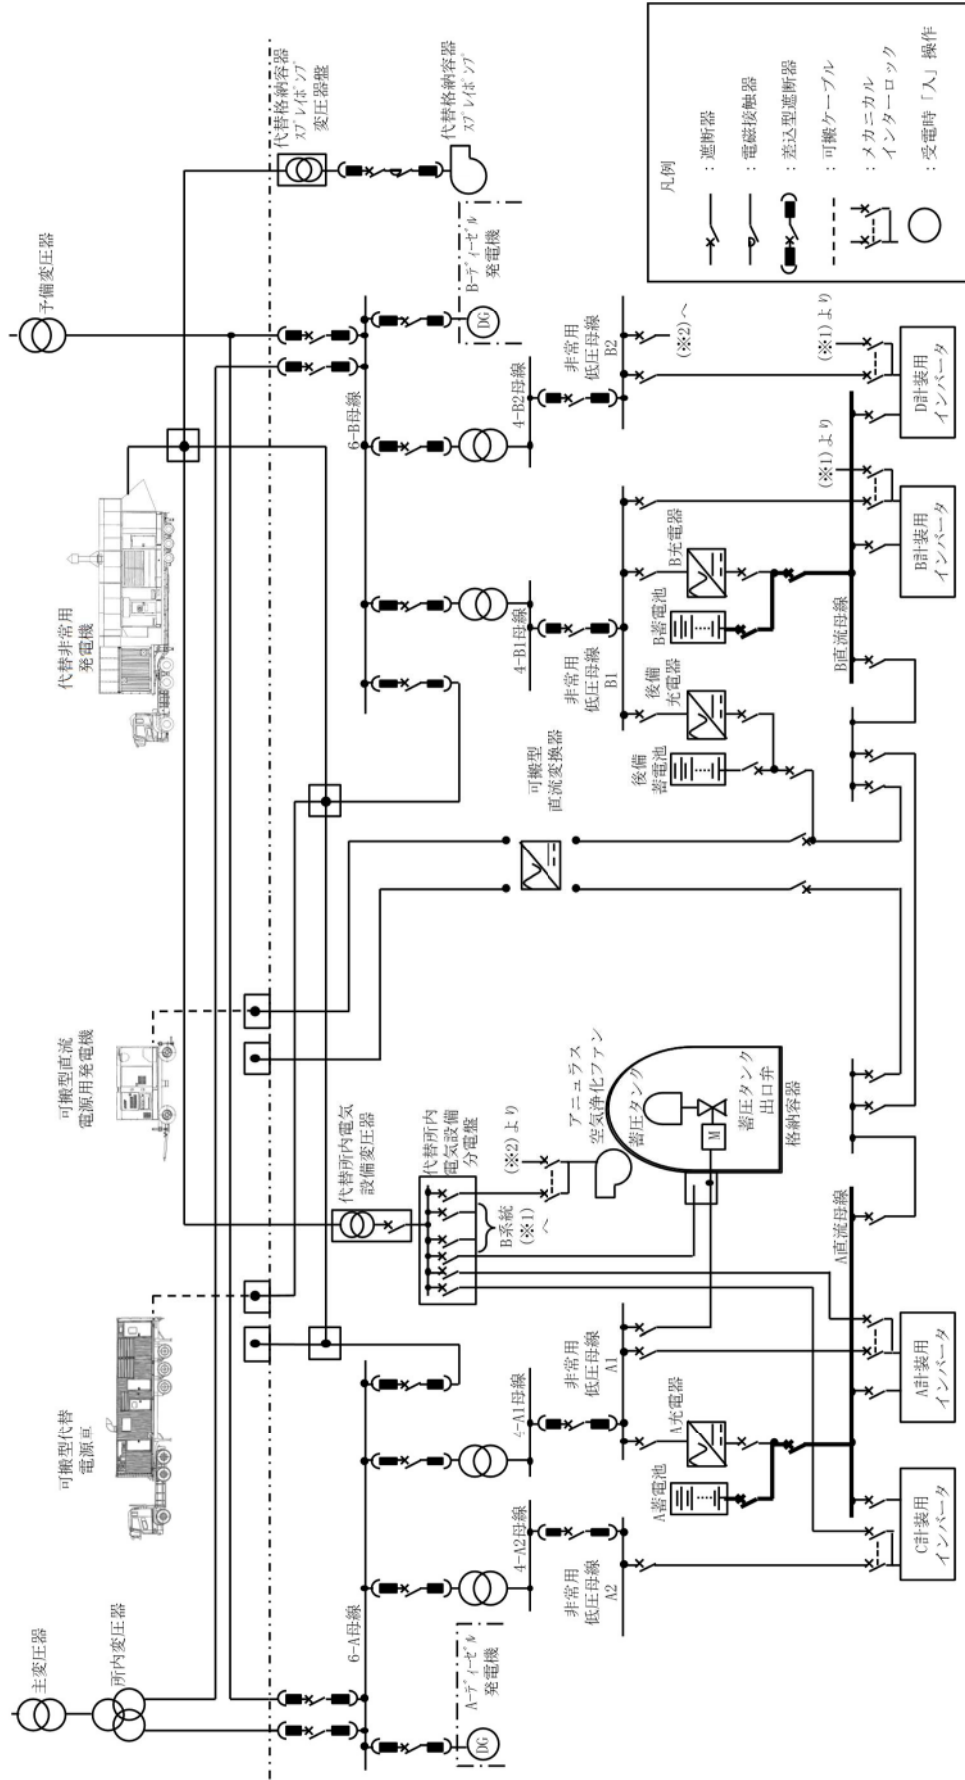 主変圧器
所内変圧器
可搬型代替
電源車
可搬型直流
電源用発電機
代替非常用
発電機
予備変圧器
代替格納容器
スプレイポンプ
変圧器盤
代替格納容器
スプレイポンプ
代替所内電気
設備変圧器
代替所内
電気設備
分電盤
B系統
(※1)
へ
(※2)より
アニュラス
空気浄化ファン
蓄圧タンク
M
蓄圧タンク
出口弁
格納容器
6-A母線
A-ディーゼル
発電機
DG
4-A2母線
4-A1母線
非常用
低圧母線
A2
非常用
低圧母線
A1
A充電器
A蓄電池
A直流母線
C計装用
インバータ
A計装用
インバータ
可搬型
直流変換器
6-B母線
B-ディーゼル
発電機
DG
4-B1母線
4-B2母線
非常用
低圧母線
B1
非常用
低圧母線
B2
(※2)へ
後備
充電器
後備
蓄電池
B充電器
B蓄電池
B直流母線
(※1)より
(※1)より
B計装用
インバータ
D計装用
インバータ
凡例
：遮断器
：電磁接触器
：差込型遮断器
：可搬ケーブル
：メカニカル
インターロック
：受電時「入」操作